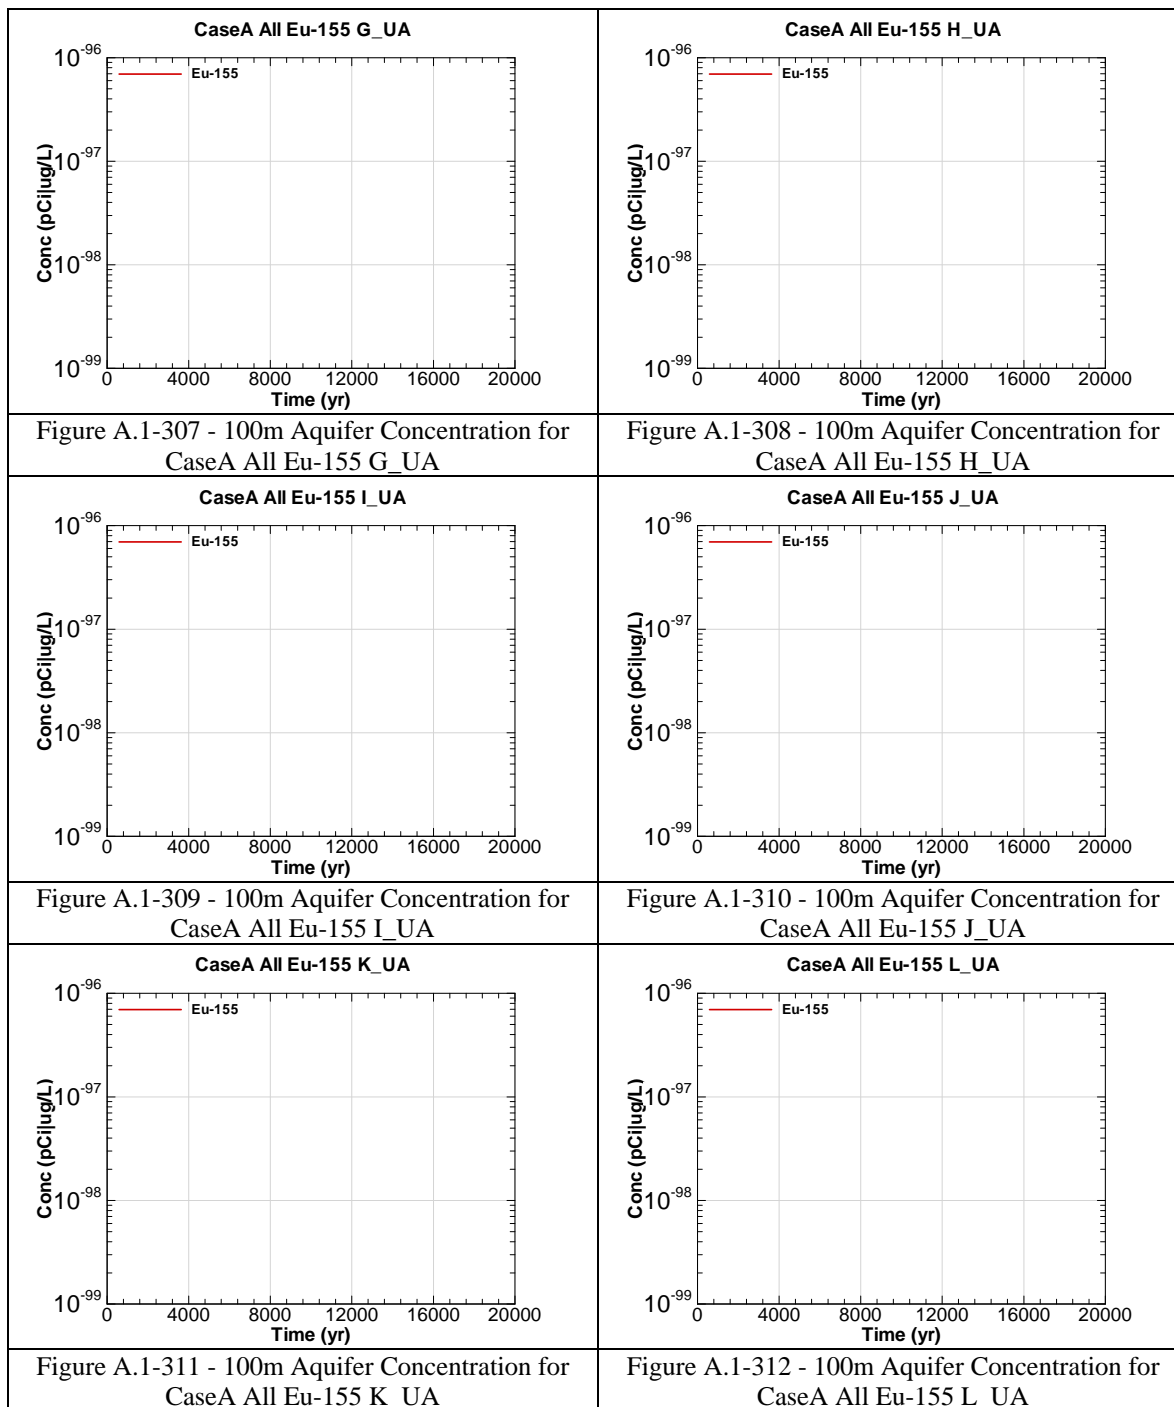 CaseA All Eu-155 G_UA
10-96
Eu-155
10-97
Conc (pCi|ug/L)
10-98
10-99
0 4000 8000 12000 16000 20000
Time (yr)
Figure A.1-307 - 100m Aquifer Concentration for
CaseA All Eu-155 G_UA
CaseA All Eu-155 H_UA
10-96
Eu-155
10-97
Conc (pCi|ug/L)
10-98
10-99
0 4000 8000 12000 16000 20000
Time (yr)
Figure A.1-308 - 100m Aquifer Concentration for
CaseA All Eu-155 H_UA
CaseA All Eu-155 I_UA
10-96
Eu-155
10-97
Conc (pCi|ug/L)
10-98
10-99
0 4000 8000 12000 16000 20000
Time (yr)
Figure A.1-309 - 100m Aquifer Concentration for
CaseA All Eu-155 I_UA
CaseA All Eu-155 J_UA
10-96
Eu-155
10-97
Conc (pCi|ug/L)
10-98
10-99
0 4000 8000 12000 16000 20000
Time (yr)
Figure A.1-310 - 100m Aquifer Concentration for
CaseA All Eu-155 J_UA
CaseA All Eu-155 K_UA
10-96
Eu-155
10-97
Conc (pCi|ug/L)
10-98
10-99
0 4000 8000 12000 16000 20000
Time (yr)
Figure A.1-311 - 100m Aquifer Concentration for
CaseA All Eu-155 K_UA
CaseA All Eu-155 L_UA
10-96
Eu-155
10-97
Conc (pCi|ug/L)
10-98
10-99
0 4000 8000 12000 16000 20000
Time (yr)
Figure A.1-312 - 100m Aquifer Concentration for
CaseA All Eu-155 L_UA